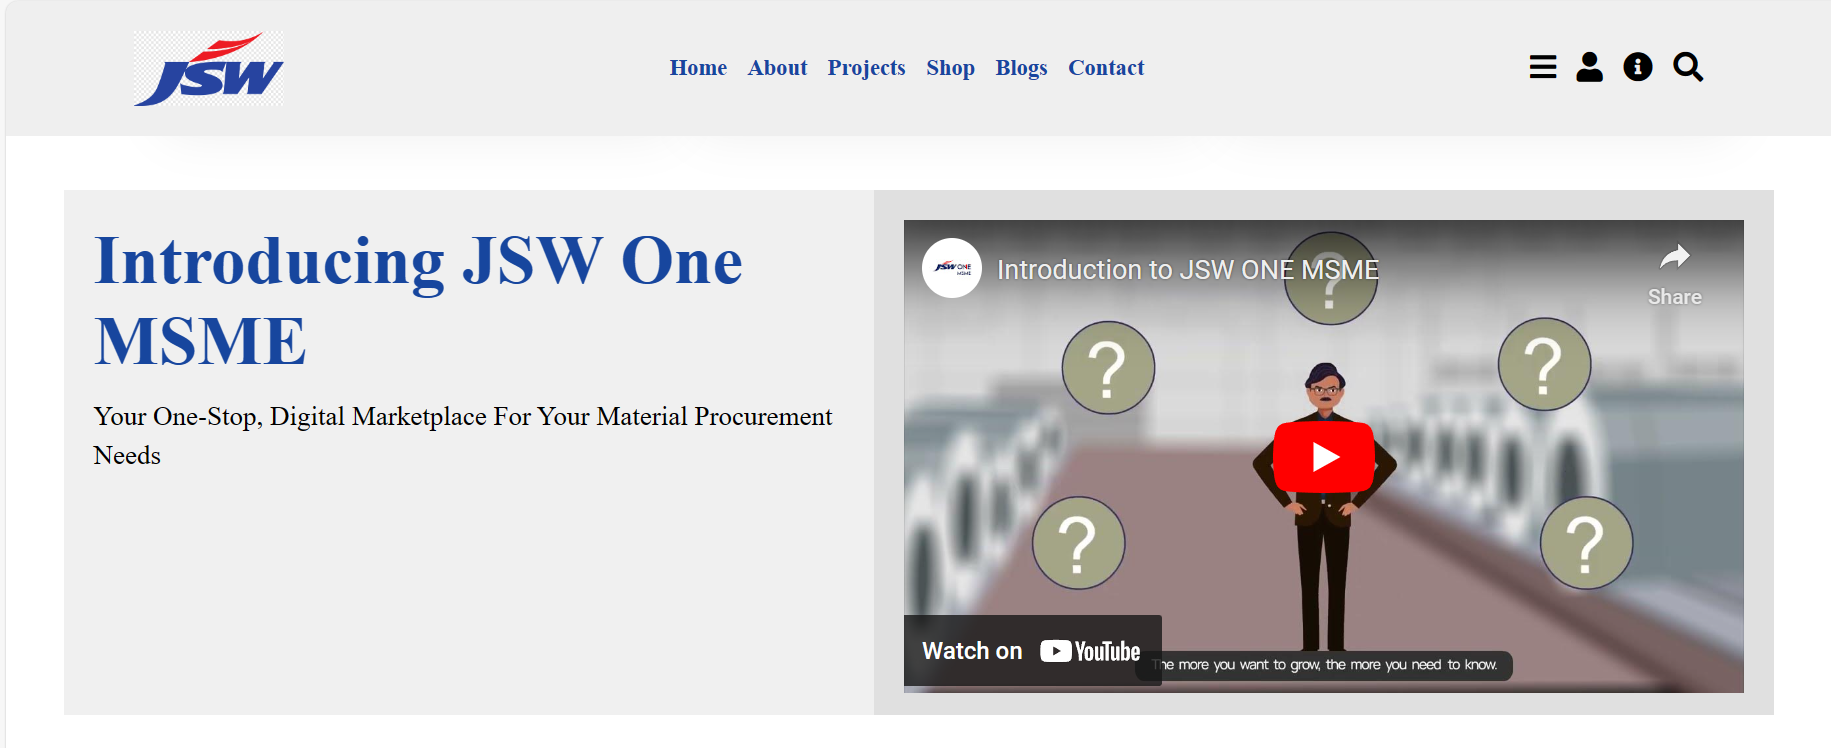 JSW
Home About Projects Shop Blogs Contact
Introducing JSW One
MSME
Your One-Stop, Digital Marketplace For Your Material Procurement
Needs
JSW ONE
MSME
Introduction to JSW ONE MSME
Share
?
?
?
?
?
Watch on YouTube
The more you want to grow, the more you need to know.